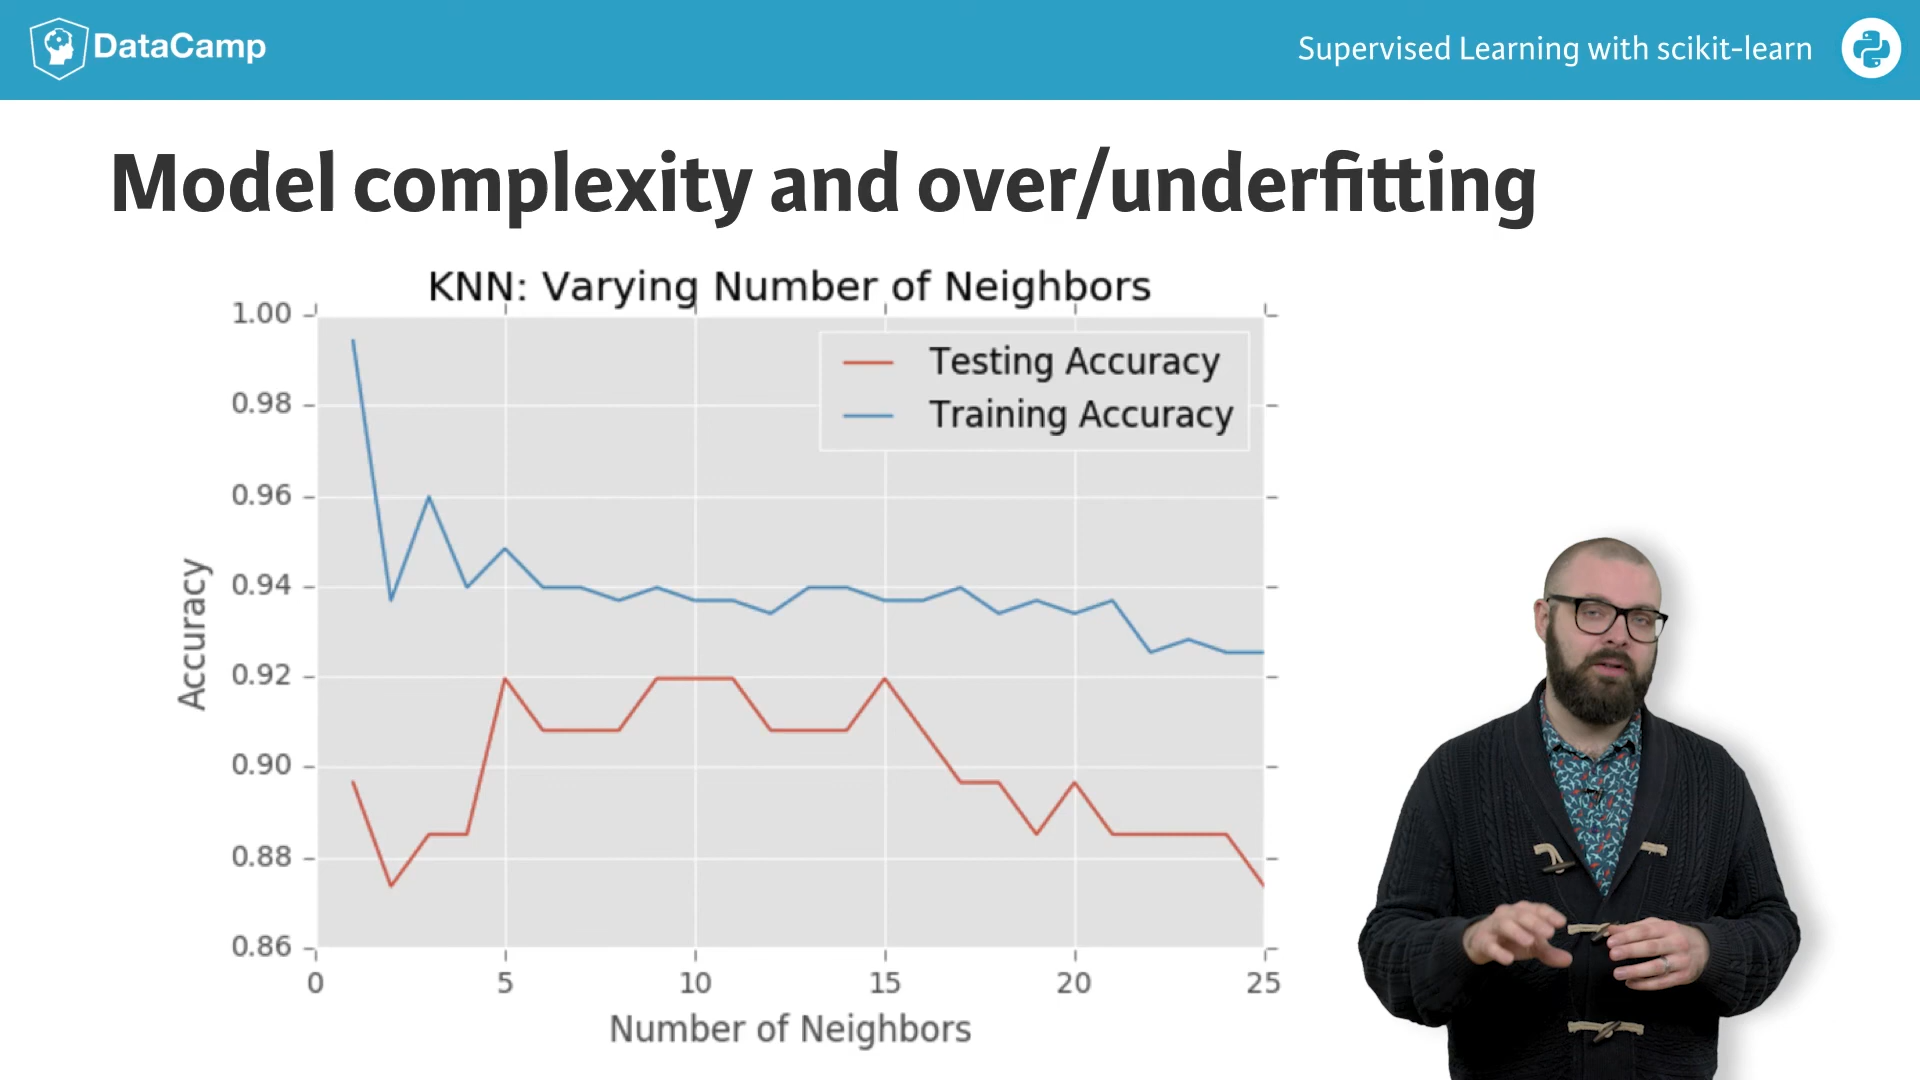 DataCamp
Supervised Learning with scikit-learn
Model complexity and over/underfitting
KNN: Varying Number of Neighbors
1.00
0.98
0.96
0.94
0.92
0.90
0.88
0.86
Accuracy
Testing Accuracy
Training Accuracy
0 5 10 15 20 25
Number of Neighbors